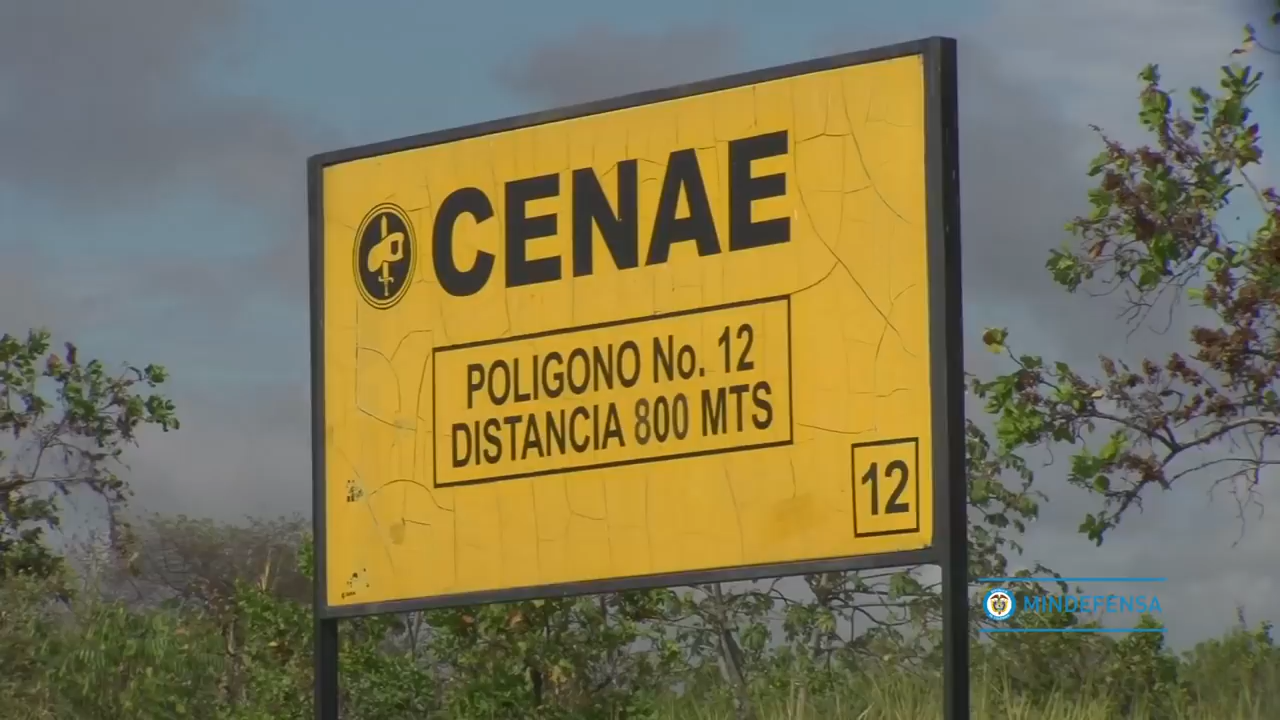 CENAE
POLIGONO No. 12
DISTANCIA 800 MTS
12
MINDEFENSA